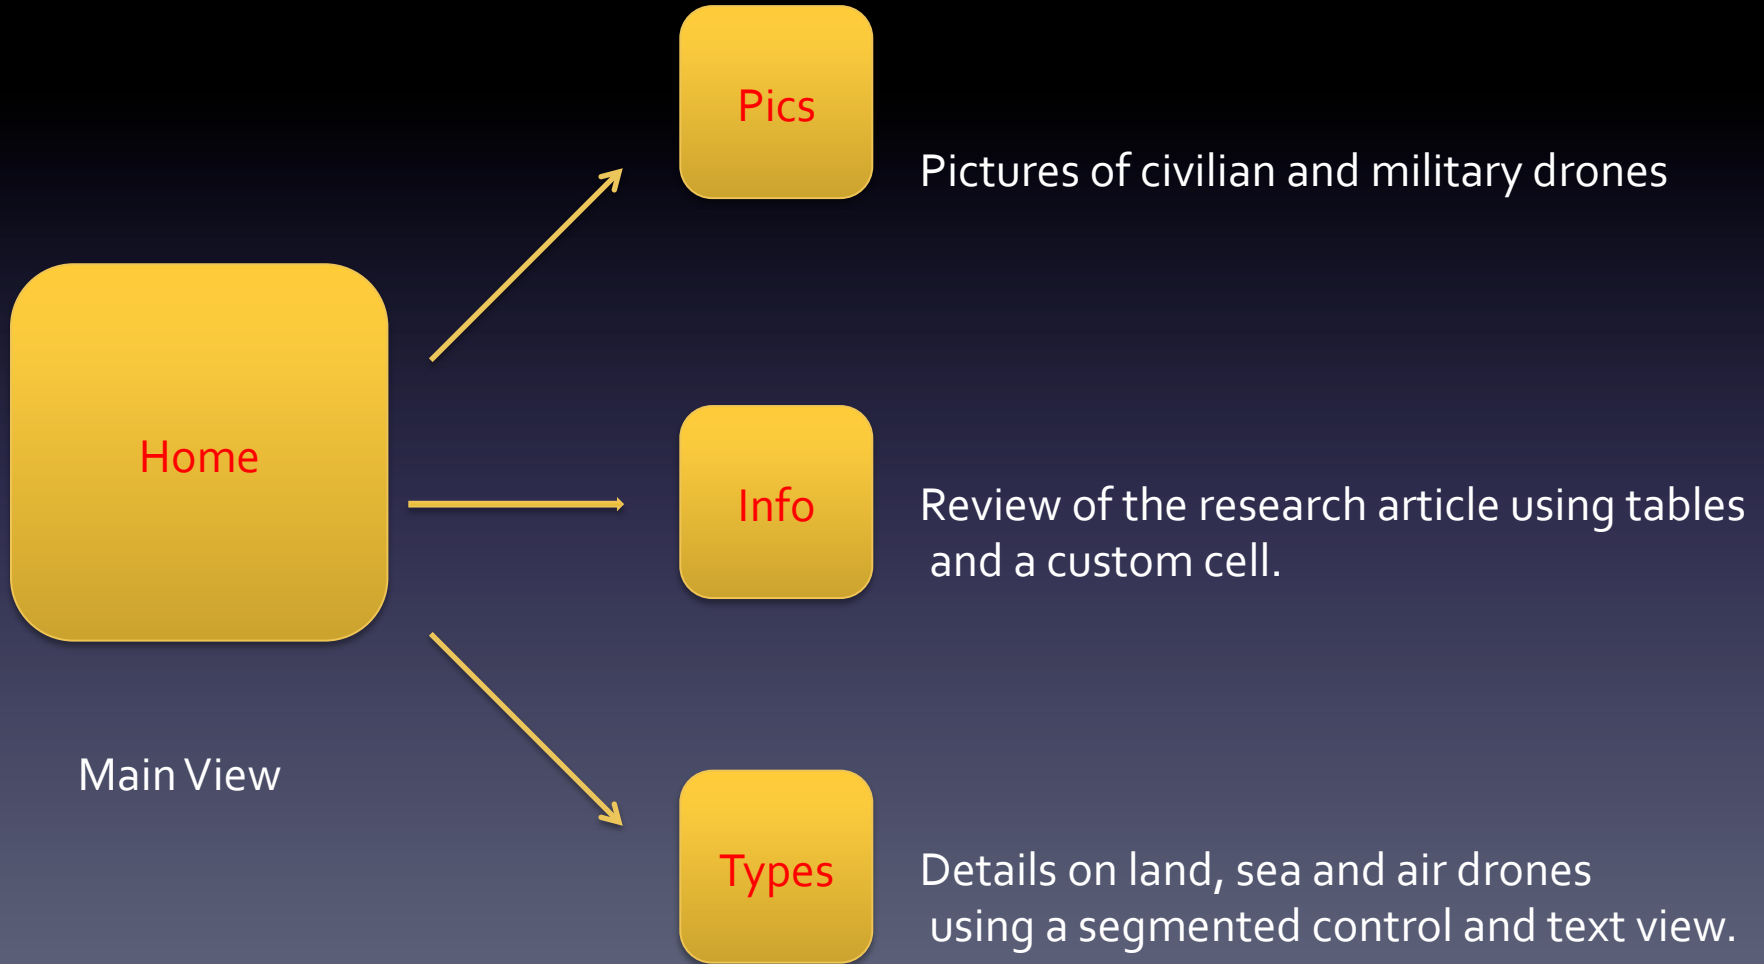 Pics
Pictures of civilian and military drones
Home
Info
Review of the research article using tables
and a custom cell.
Main View
Types
Details on land, sea and air drones
using a segmented control and text view.